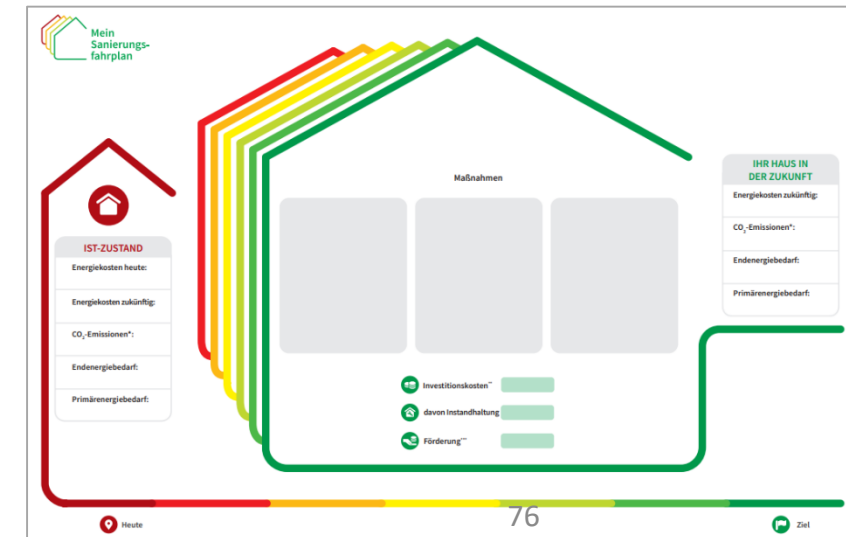 Mein
Sanierungs-
fahrplan
IST-ZUSTAND
Energiekosten heute:
Energiekosten zukünftig:
CO₂-Emissionen*:
Endenergiebedarf:
Primärenergiebedarf:
Maßnahmen
Investitionskosten**
davon Instandhaltung
Förderung***
IHR HAUS IN
DER ZUKUNFT
Energiekosten zukünftig:
CO₂-Emissionen*:
Endenergiebedarf:
Primärenergiebedarf:
Heute
76
Ziel